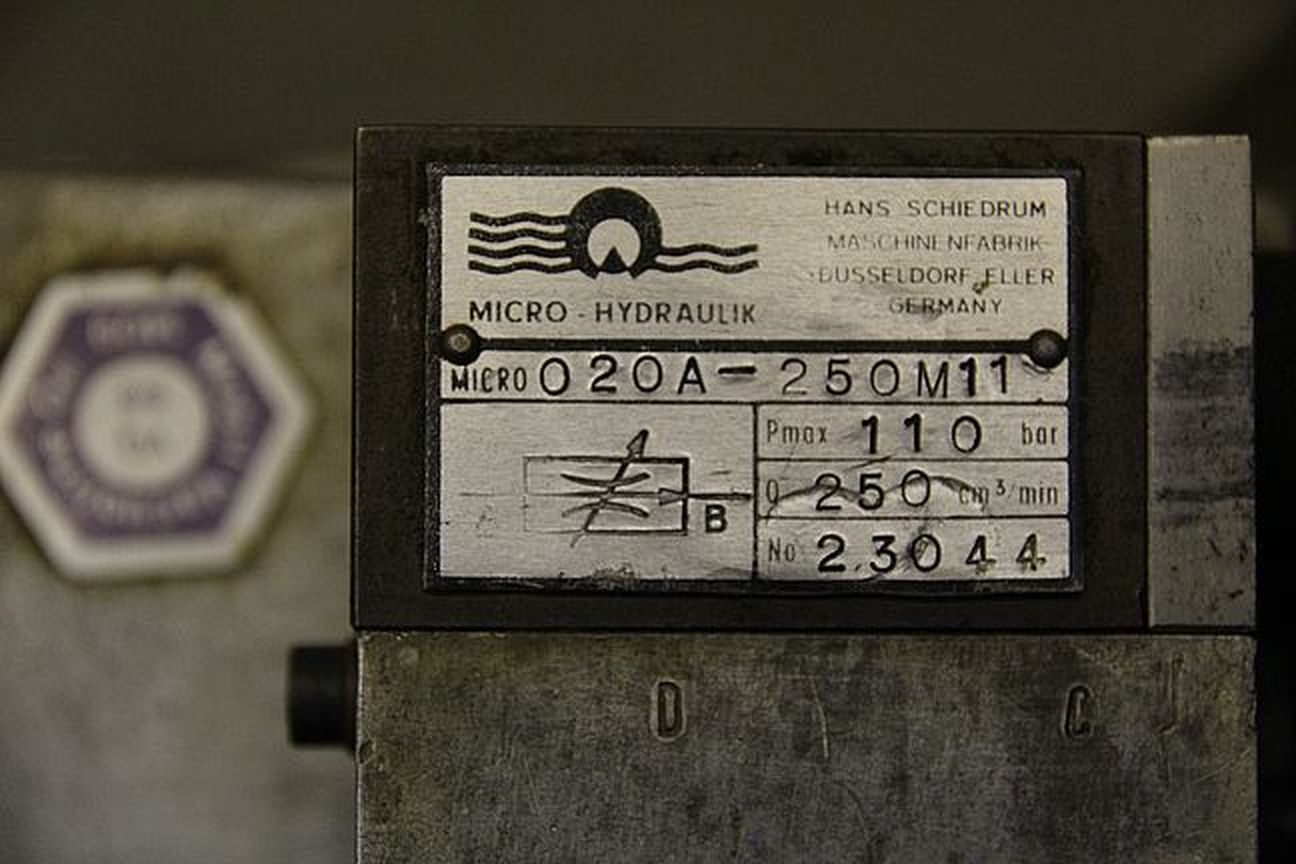 HANS SCHIEDRUM
MASCHINENFABRIK
DUSSELDORF-ELLER
GERMANY
MICRO - HYDRAULIK
MICRO 020A - 250M11
Pmax 110 bar
Q 250 cm³/min
B
No 23044
D C